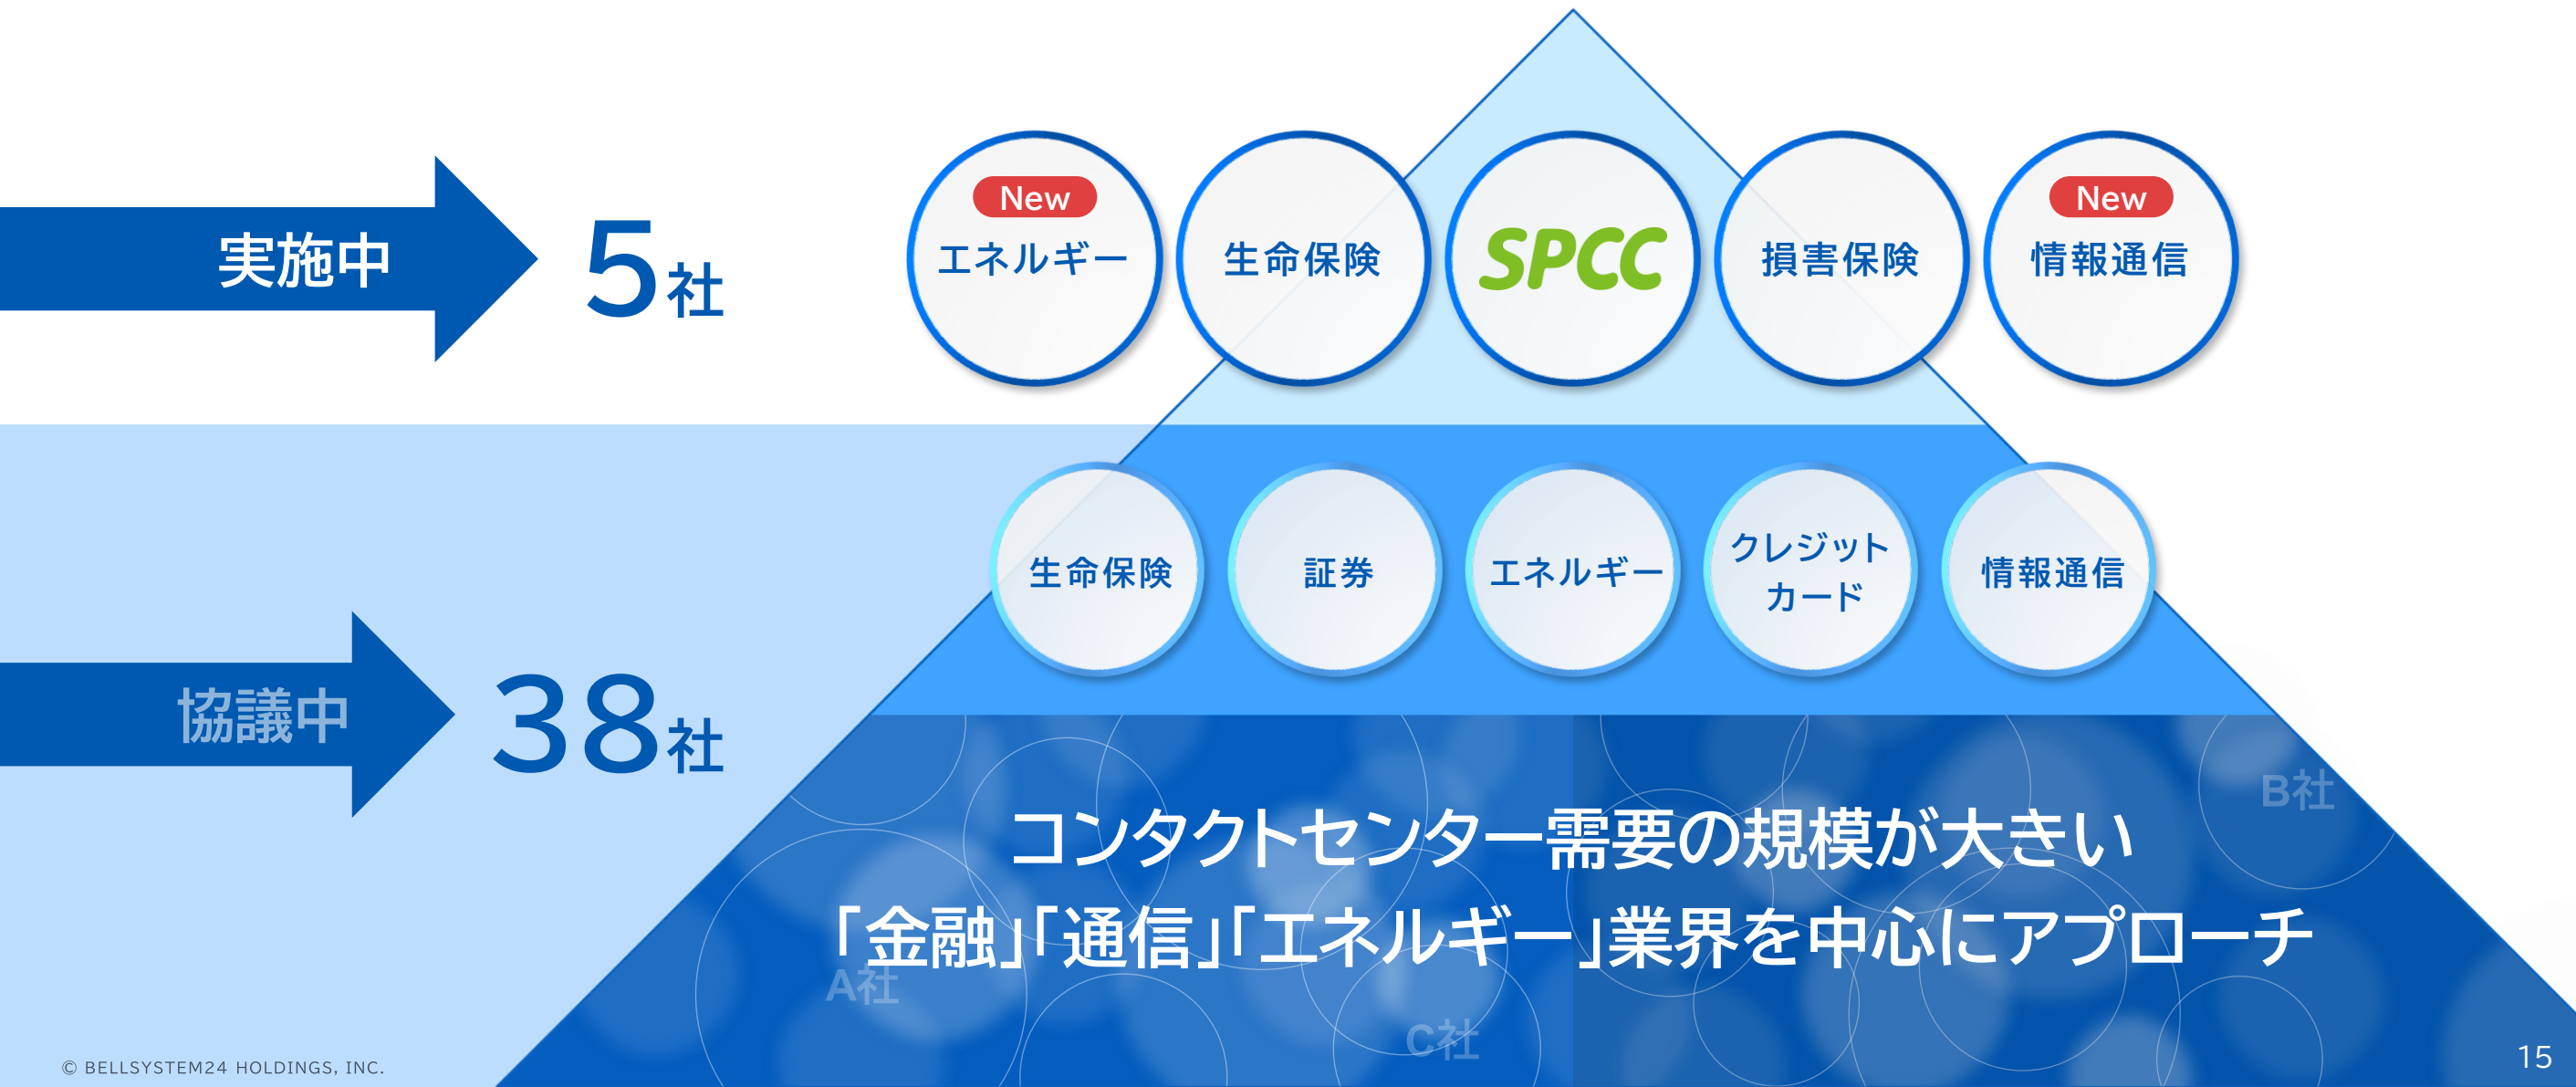 実施中
5社
New
エネルギー
生命保険
SPCC
損害保険
New
情報通信
協議中
38社
生命保険
証券
エネルギー
クレジット
カード
情報通信
B社
コンタクトセンター需要の規模が大きい
「金融」「通信」「エネルギー」業界を中心にアプローチ
A社
C社
© BELLSYSTEM24 HOLDINGS, INC.
15